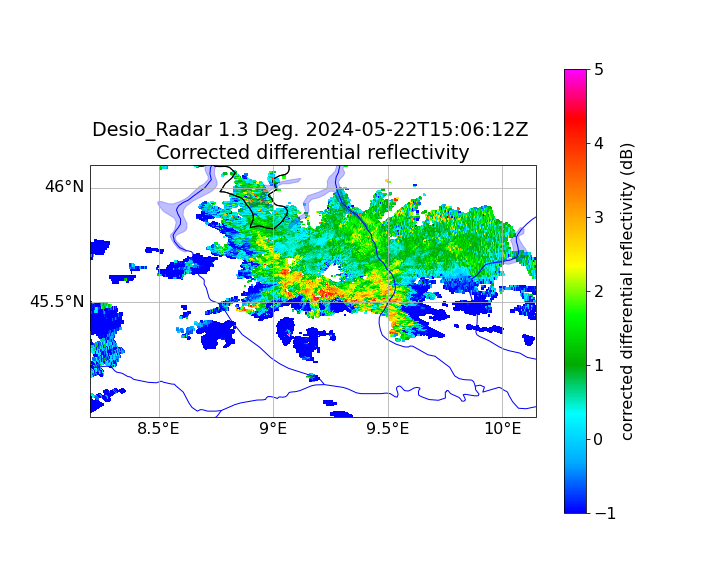 Desio_Radar 1.3 Deg. 2024-05-22T15:06:12Z
Corrected differential reflectivity
46°N
45.5°N
8.5°E
9°E
9.5°E
10°E
5
4
3
2
1
0
−1
corrected differential reflectivity (dB)